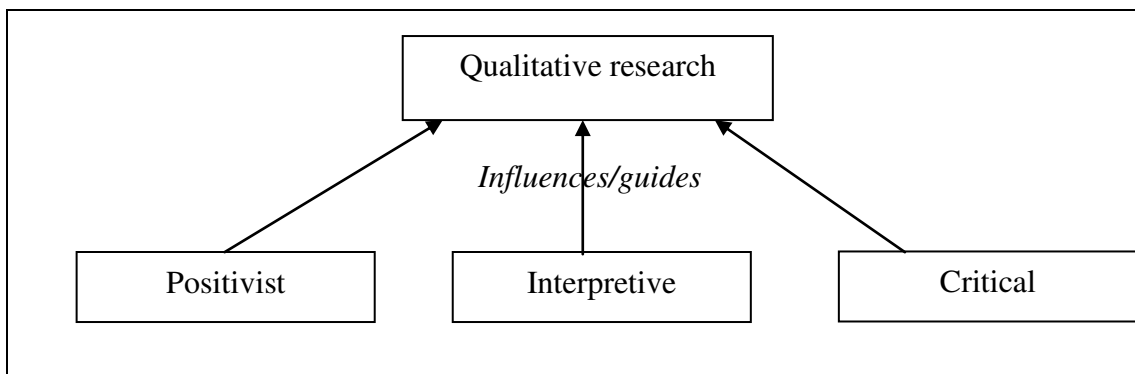 Qualitative research
Influences/guides
Positivist
Interpretive
Critical